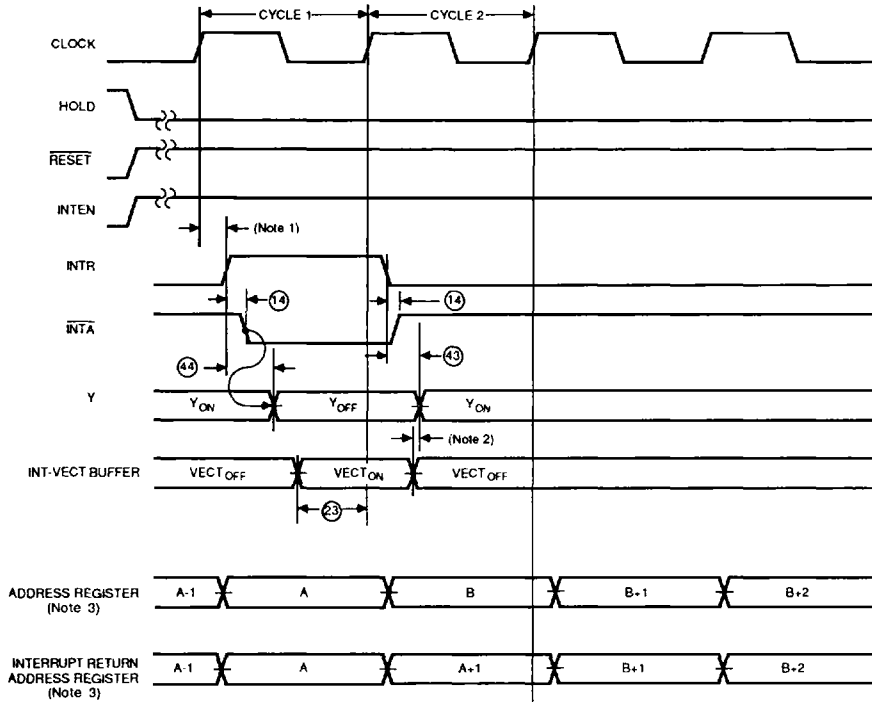 CYCLE 1 CYCLE 2
CLOCK
HOLD
RESET
INTEN
(Note 1)
INTR
14 14
INTA
44 43
Y YON YOFF YON
(Note 2)
INT-VECT BUFFER VECTOFF VECTON VECTOFF
23
ADDRESS REGISTER
(Note 3)
A-1 A B B+1 B+2
INTERRUPT RETURN
ADDRESS REGISTER
(Note 3)
A-1 A A+1 B+1 B+2